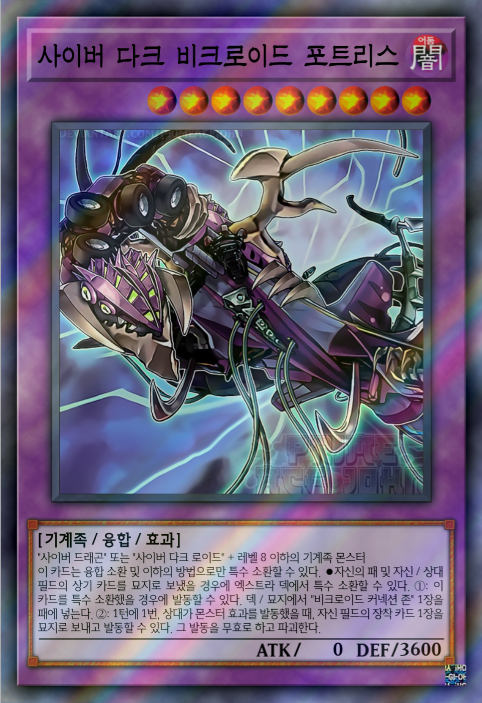 사이버 다크 비크로이드 포트리스
어둠
闇
[기계족 / 융합 / 효과]
"사이버 드래곤" 또는 "사이버 다크 로이드" + 레벨 8 이하의 기계족 몬스터
이 카드는 융합 소환 및 이하의 방법으로만 특수 소환할 수 있다. ●자신의 패 및 자신 / 상대
필드의 상기 카드를 묘지로 보냈을 경우에 엑스트라 덱에서 특수 소환할 수 있다. ①: 이
카드를 특수 소환했을 경우에 발동할 수 있다. 덱 / 묘지에서 "비크로이드 커넥션 존" 1장을
패에 넣는다. ②: 1턴에 1번, 상대가 몬스터 효과를 발동했을 때, 자신 필드의 장착 카드 1장을
묘지로 보내고 발동할 수 있다. 그 발동을 무효로 하고 파괴한다.
ATK/ 0 DEF/3600